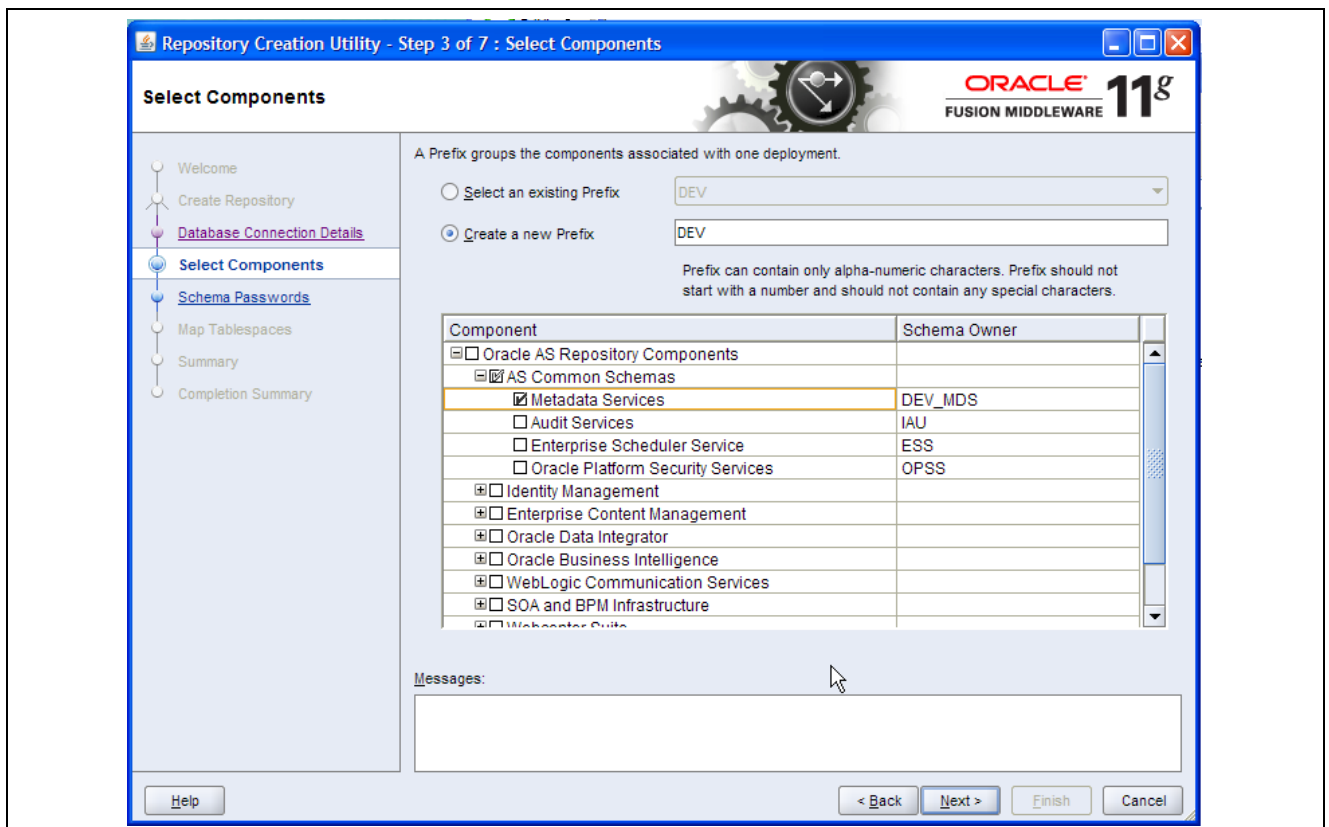 Repository Creation Utility - Step 3 of 7 : Select Components
Select Components
ORACLE
FUSION MIDDLEWARE
11g
Welcome
Create Repository
Database Connection Details
Select Components
Schema Passwords
Map Tablespaces
Summary
Completion Summary
A Prefix groups the components associated with one deployment.
Select an existing Prefix DEV
Create a new Prefix DEV
Prefix can contain only alpha-numeric characters. Prefix should not
start with a number and should not contain any special characters.
Component Schema Owner
Oracle AS Repository Components
AS Common Schemas
Metadata Services DEV_MDS
Audit Services IAU
Enterprise Scheduler Service ESS
Oracle Platform Security Services OPSS
Identity Management
Enterprise Content Management
Oracle Data Integrator
Oracle Business Intelligence
WebLogic Communication Services
SOA and BPM Infrastructure
Webcenter Suite
Messages:
Help < Back Next > Finish Cancel